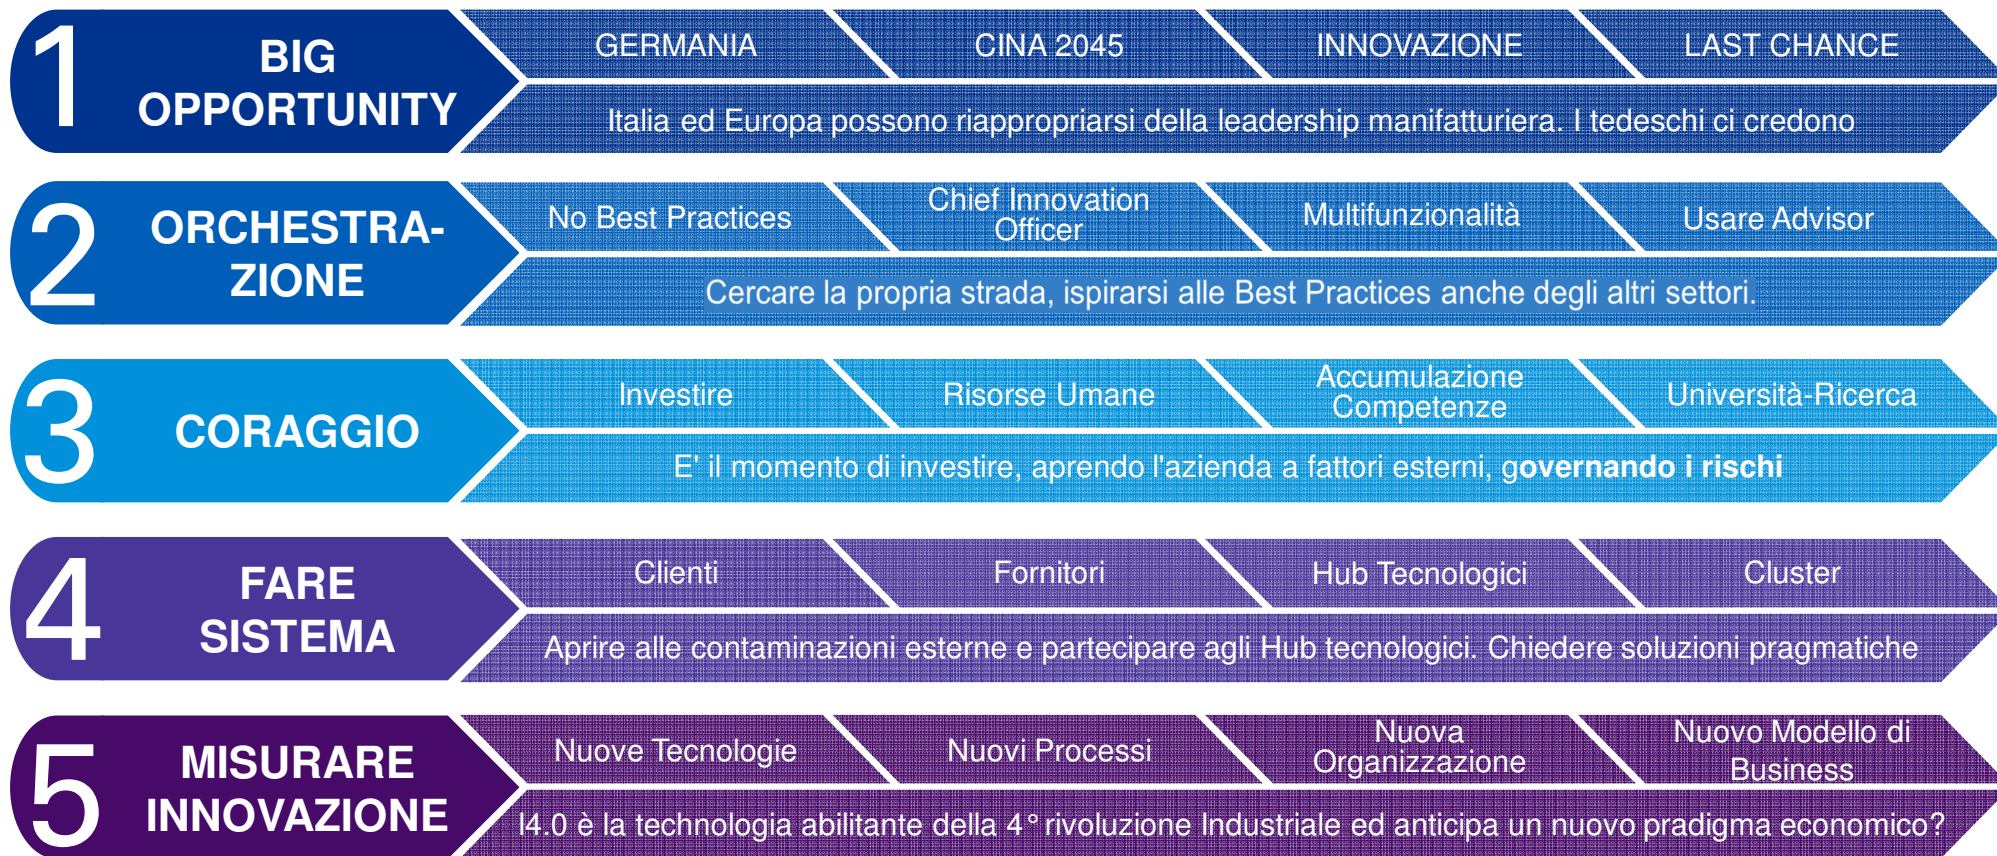 1
BIG
OPPORTUNITY
GERMANIA
CINA 2045
INNOVAZIONE
LAST CHANCE
Italia ed Europa possono riappropriarsi della leadership manifatturiera. I tedeschi ci credono
2
ORCHESTRA-
ZIONE
No Best Practices
Chief Innovation
Officer
Multifunzionalità
Usare Advisor
Cercare la propria strada, ispirarsi alle Best Practices anche degli altri settori.
3
CORAGGIO
Investire
Risorse Umane
Accumulazione
Competenze
Università-Ricerca
E' il momento di investire, aprendo l'azienda a fattori esterni, governando i rischi
4
FARE
SISTEMA
Clienti
Fornitori
Hub Tecnologici
Cluster
Aprire alle contaminazioni esterne e partecipare agli Hub tecnologici. Chiedere soluzioni pragmatiche
5
MISURARE
INNOVAZIONE
Nuove Tecnologie
Nuovi Processi
Nuova
Organizzazione
Nuovo Modello di
Business
I4.0 è la technologia abilitante della 4° rivoluzione Industriale ed anticipa un nuovo pradigma economico?